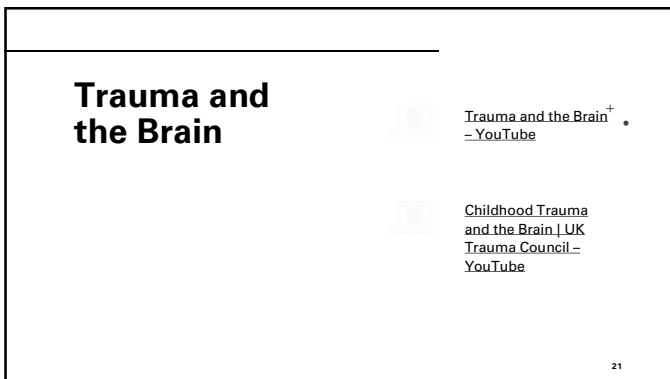 Trauma and
the Brain
Trauma and the Brain
– YouTube
Childhood Trauma
and the Brain | UK
Trauma Council –
YouTube
21